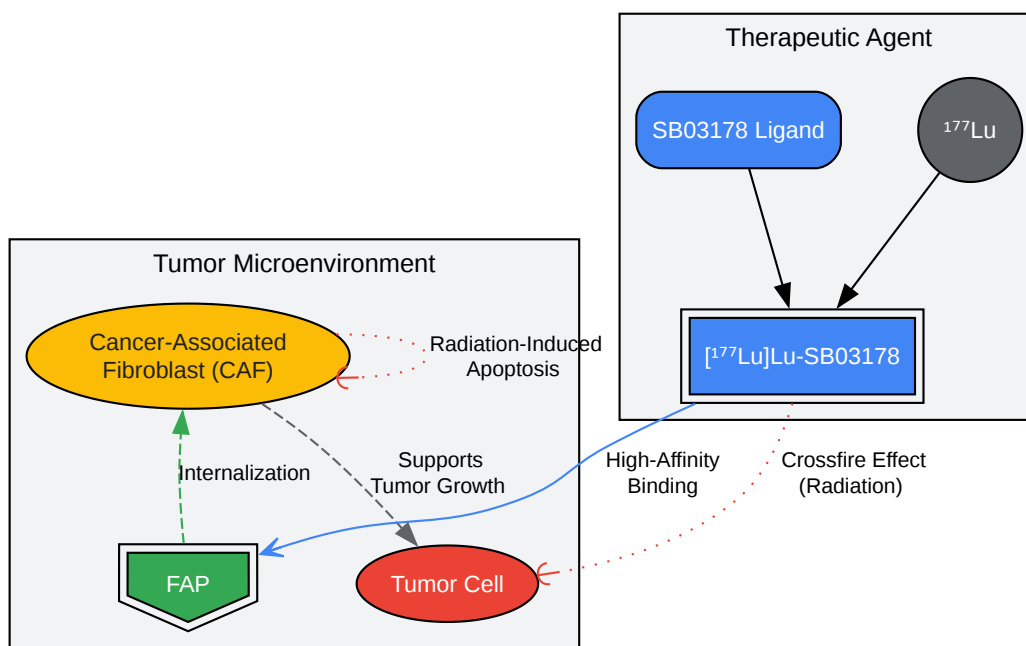 Therapeutic Agent
SB03178 Ligand
¹⁷⁷Lu
Tumor Microenvironment
Cancer-Associated
Fibroblast (CAF)
Radiation-Induced
Apoptosis
[¹⁷⁷Lu]Lu-SB03178
Internalization
Supports
Tumor Growth
High-Affinity
Binding
Crossfire Effect
(Radiation)
FAP
Tumor Cell